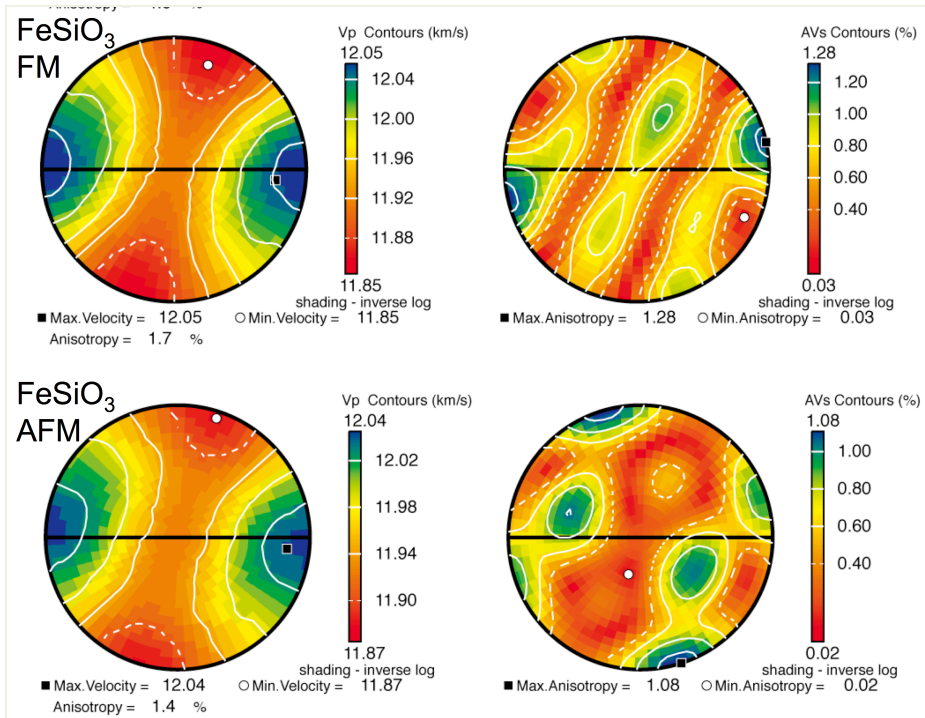 Anisotropy =
FeSiO3
FM
Vp Contours (km/s)
12.05
12.04
12.00
11.96
11.92
11.88
11.85
shading - inverse log
■ Max.Velocity = 12.05 ○ Min.Velocity = 11.85
Anisotropy = 1.7 %
AVs Contours (%)
1.28
1.20
1.00
0.80
0.60
0.40
0.03
shading - inverse log
■ Max.Anisotropy = 1.28 ○ Min.Anisotropy = 0.03
FeSiO3
AFM
Vp Contours (km/s)
12.04
12.02
11.98
11.94
11.90
11.87
shading - inverse log
■ Max.Velocity = 12.04 ○ Min.Velocity = 11.87
Anisotropy = 1.4 %
AVs Contours (%)
1.08
1.00
0.80
0.60
0.40
0.02
shading - inverse log
■ Max.Anisotropy = 1.08 ○ Min.Anisotropy = 0.02